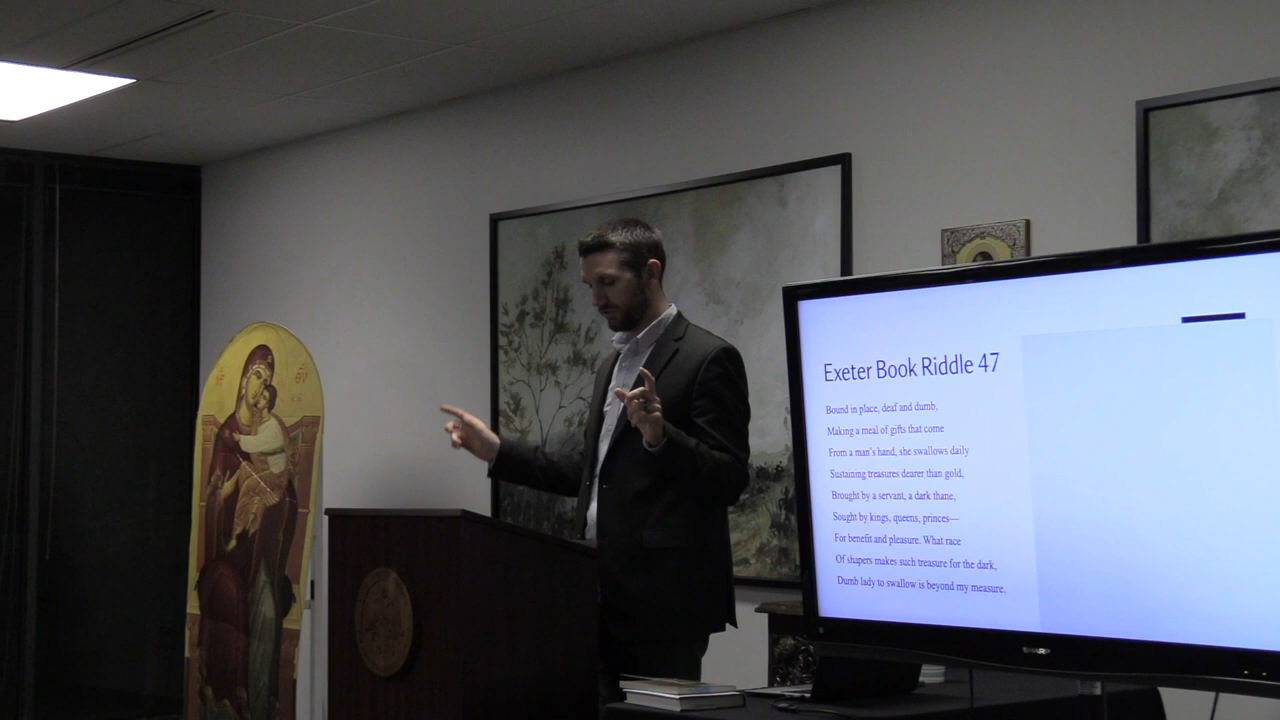 Exeter Book Riddle 47
Bound in place, deaf and dumb,
Making a meal of gifts that come
From a man's hand, she swallows daily
Sustaining treasures dearer than gold,
Brought by a servant, a dark thane,
Sought by kings, queens, princes—
For benefit and pleasure. What race
Of shapers makes such treasure for the dark,
Dumb lady to swallow is beyond my measure.
SHARP